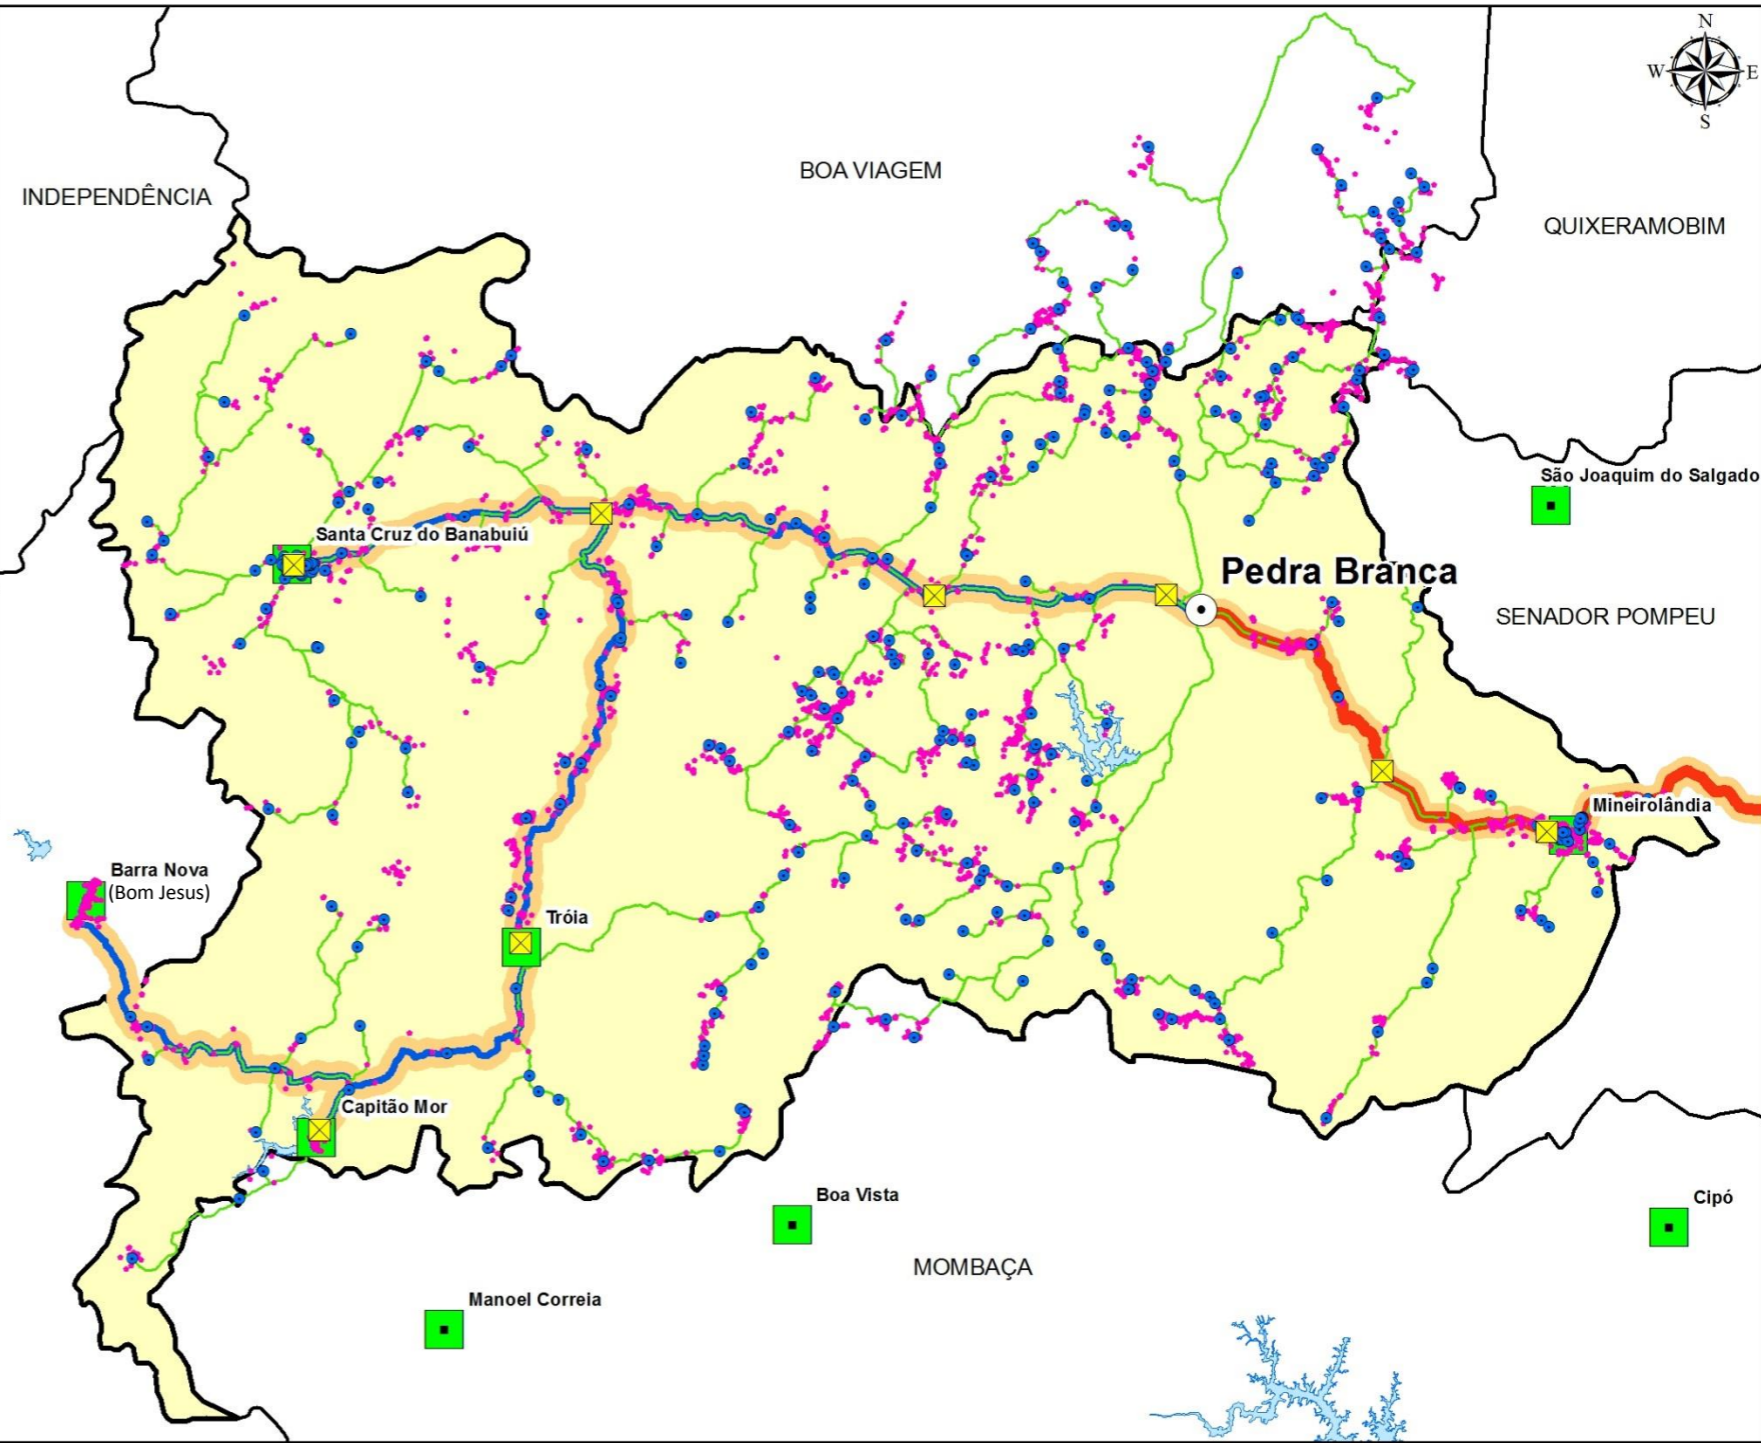 N
W
E
S
BOA VIAGEM
INDEPENDÊNCIA
QUIXERAMOBIM
São Joaquim do Salgado
Santa Cruz do Banabuiú
Pedra Branca
SENADOR POMPEU
Mineirolândia
Barra Nova
(Bom Jesus)
Tróia
Capitão Mor
Boa Vista
Cipó
MOMBAÇA
Manoel Correia